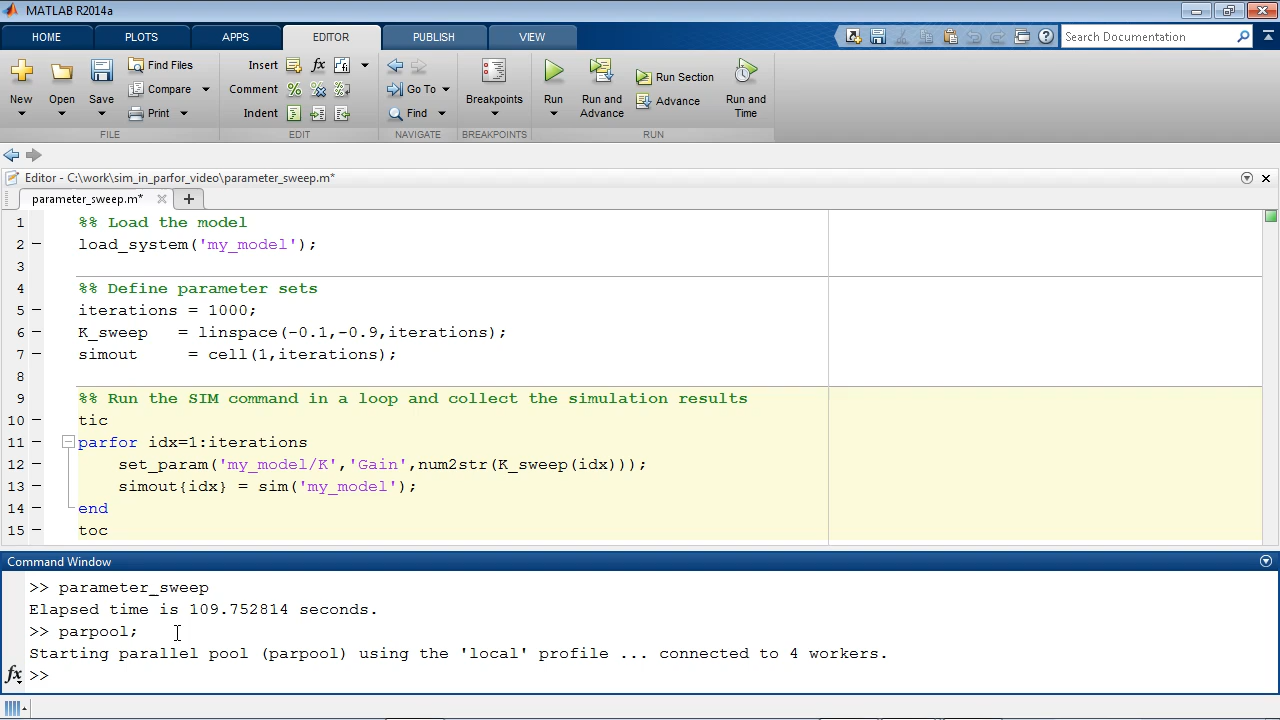 MATLAB R2014a
HOME PLOTS APPS EDITOR PUBLISH VIEW Search Documentation
New Open Save Find Files Compare Print
Insert fx Comment Indent
Go To Find
Breakpoints
Run Run and Advance Run Section Advance Run and Time
FILE EDIT NAVIGATE BREAKPOINTS RUN
Editor - C:\work\sim_in_parfor_video\parameter_sweep.m*
parameter_sweep.m*
1 %% Load the model
2 load_system('my_model');
3
4 %% Define parameter sets
5 iterations = 1000;
6 K_sweep   = linspace(-0.1,-0.9,iterations);
7 simout     = cell(1,iterations);
8
9 %% Run the SIM command in a loop and collect the simulation results
10 tic
11 parfor idx=1:iterations
12     set_param('my_model/K','Gain',num2str(K_sweep(idx)));
13     simout{idx} = sim('my_model');
14 end
15 toc
Command Window
>> parameter_sweep
Elapsed time is 109.752814 seconds.
>> parpool;
Starting parallel pool (parpool) using the 'local' profile ... connected to 4 workers.
fx >>